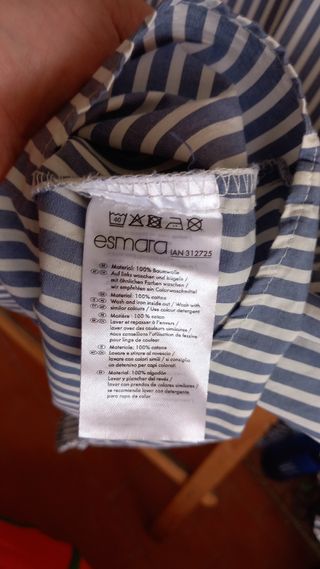 40
esmara IAN 312725
Material: 100% Baumwolle
Auf links waschen und bügeln /
mit ähnlichen Farben waschen /
wir empfehlen ein Colorwaschmittel
Material: 100% cotton
Wash and iron inside out / Wash with
similar colours / Use colour detergent
Matière: 100 % coton
Laver et repasser à l'envers /
laver avec des couleurs similaires /
nous conseillons l'utilisation de lessive
pour linge de couleur
Materiale: 100% cotone
Lavare e stirare al rovescio /
lavare con colori simili / si consiglia
un detersivo per capi colorati
Material: 100% algodón
Lavar y planchar del revés /
lavar con prendas de colores similares /
se recomienda lavar con detergente
para ropa de color